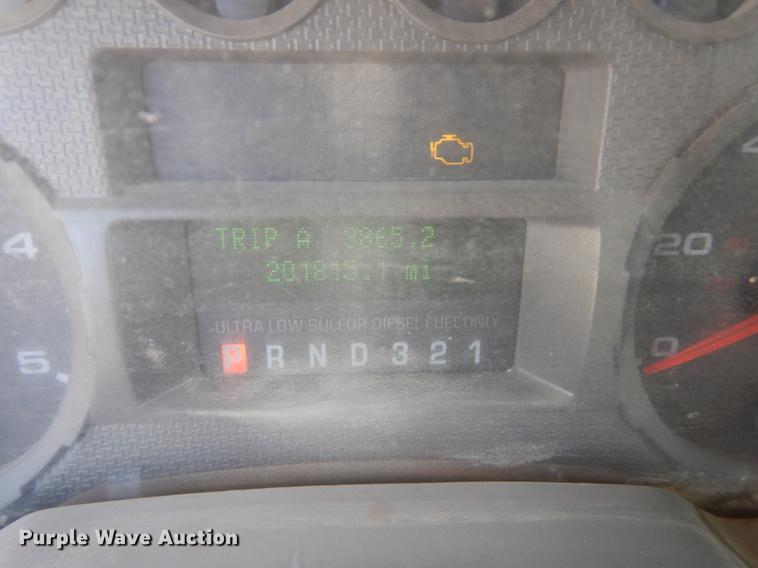 TRIP A 3865.2
201815.1 mi
4
20
ULTRA LOW SULFUR DIESEL FUEL ONLY
5
P R N D 3 2 1
0
Purple Wave Auction